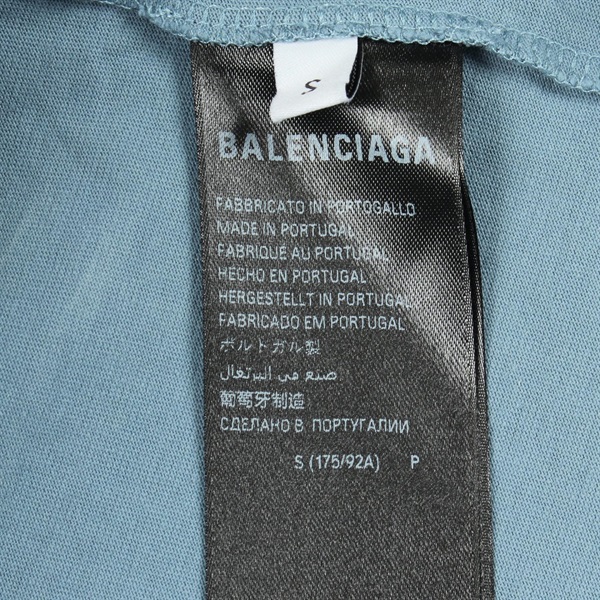 S
BALENCIAGA
FABBRICATO IN PORTOGALLO
MADE IN PORTUGAL
FABRIQUÉ AU PORTUGAL
HECHO EN PORTUGAL
HERGESTELLT IN PORTUGAL
FABRICADO EM PORTUGAL
ポルトガル製
صنع في البرتغال
葡萄牙制造
СДЕЛАНО В ПОРТУГАЛИИ
S (175/92A) P